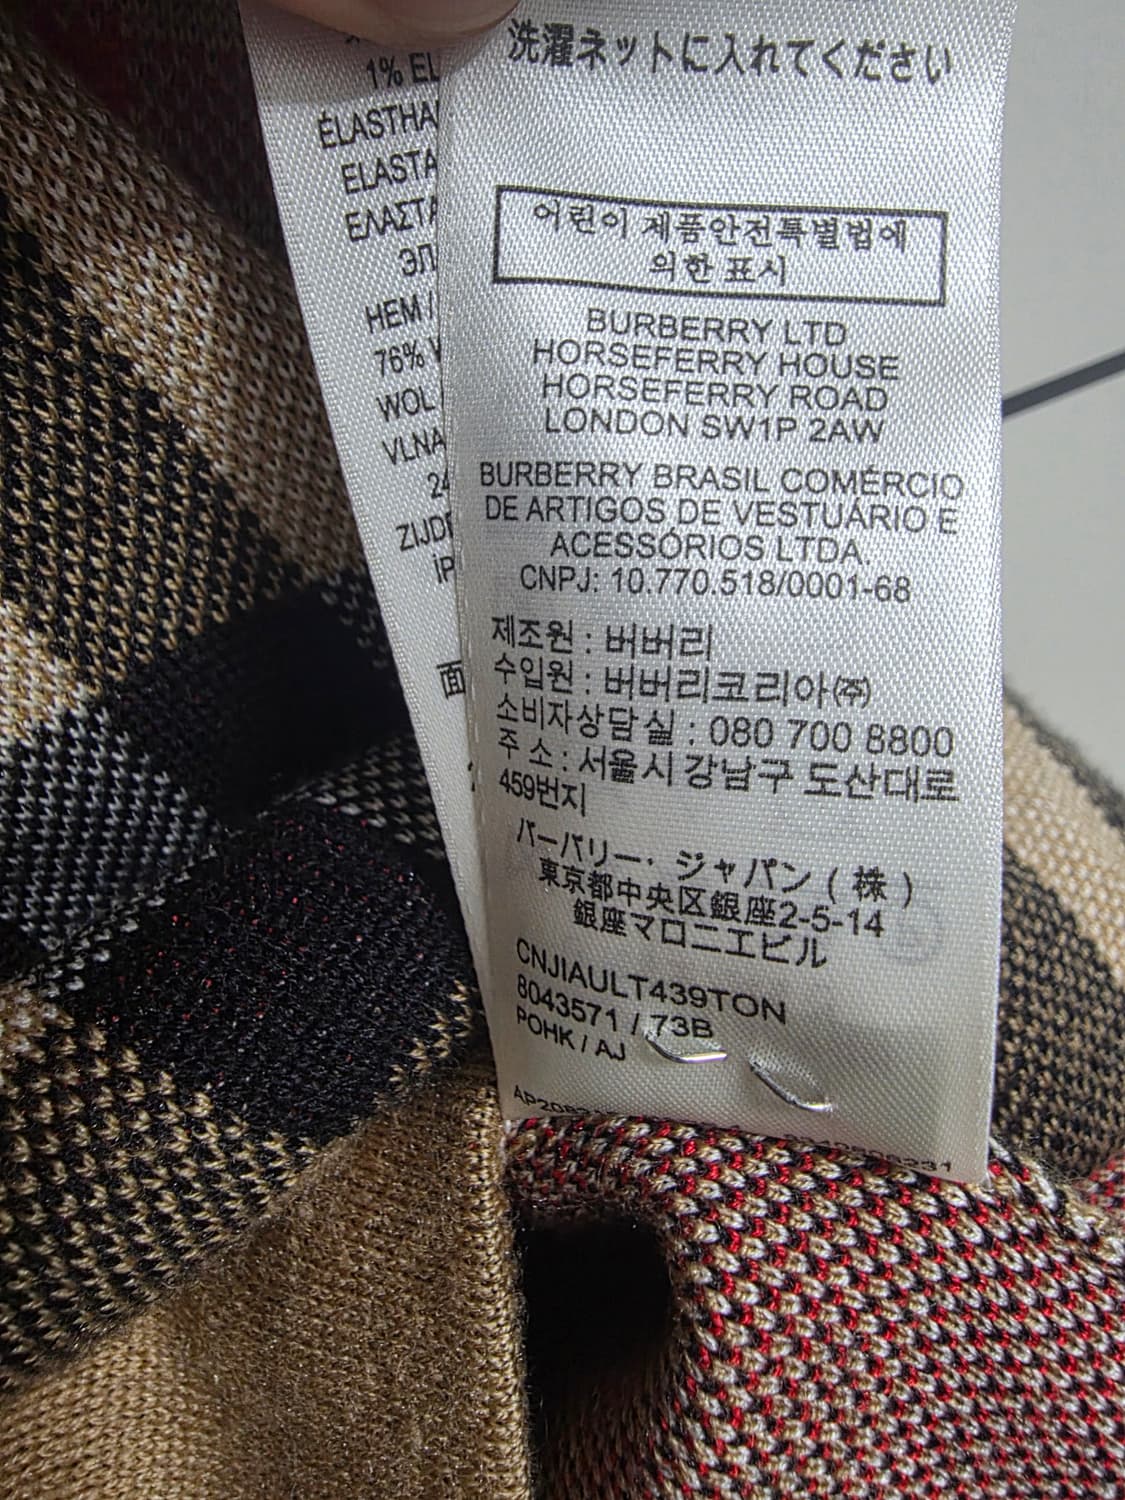 1% EL
ÉLASTHA
ELASTA
ΕΛΑΣΤΑ
ЭЛ
HEM /
76%
WOL
VLNA
24
ZIJDE
面
洗濯ネットに入れてください
어린이 제품안전특별법에
의한 표시
BURBERRY LTD
HORSEFERRY HOUSE
HORSEFERRY ROAD
LONDON SW1P 2AW
BURBERRY BRASIL COMÉRCIO
DE ARTIGOS DE VESTUÁRIO E
ACESSÓRIOS LTDA.
CNPJ: 10.770.518/0001-68
제조원 : 버버리
수입원 : 버버리코리아㈜
소비자상담실 : 080 700 8800
주 소 : 서울시 강남구 도산대로
459번지
バーバリー・ジャパン (株)
東京都中央区銀座2-5-14
銀座マロニエビル
CNJIAULT439TON
8043571 / 73B
POHK / AJ